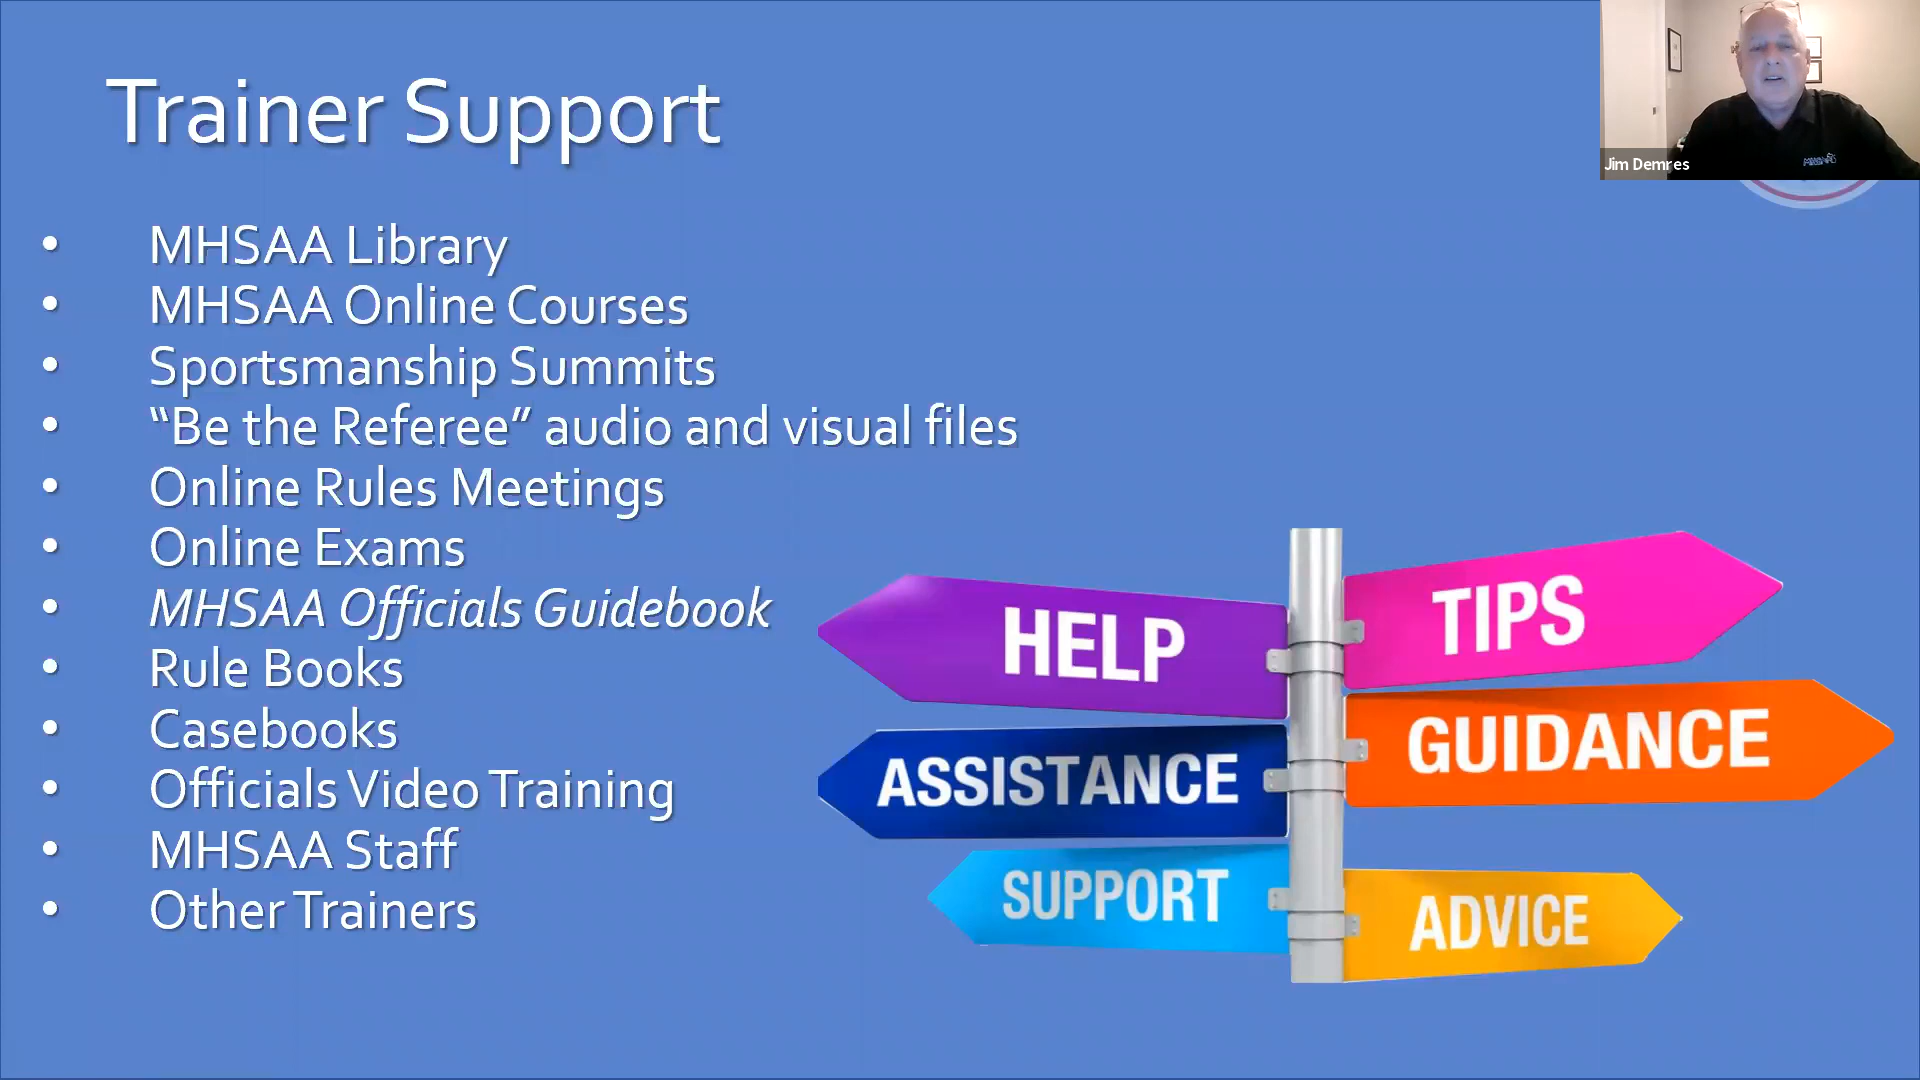 Trainer Support
Jim Demres
• MHSAA Library
• MHSAA Online Courses
• Sportsmanship Summits
• “Be the Referee” audio and visual files
• Online Rules Meetings
• Online Exams
• MHSAA Officials Guidebook
• Rule Books
• Casebooks
• Officials Video Training
• MHSAA Staff
• Other Trainers
HELP
TIPS
ASSISTANCE
GUIDANCE
SUPPORT
ADVICE